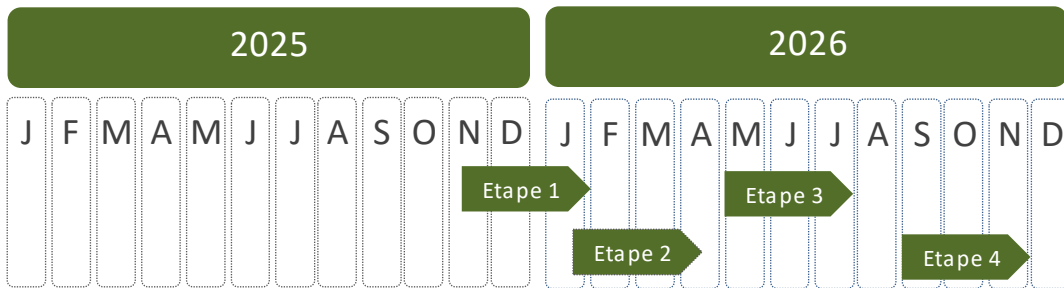 2025 2026
J F M A M J J A S O N D J F M A M J J A S O N D
Etape 1 Etape 3
Etape 2 Etape 4